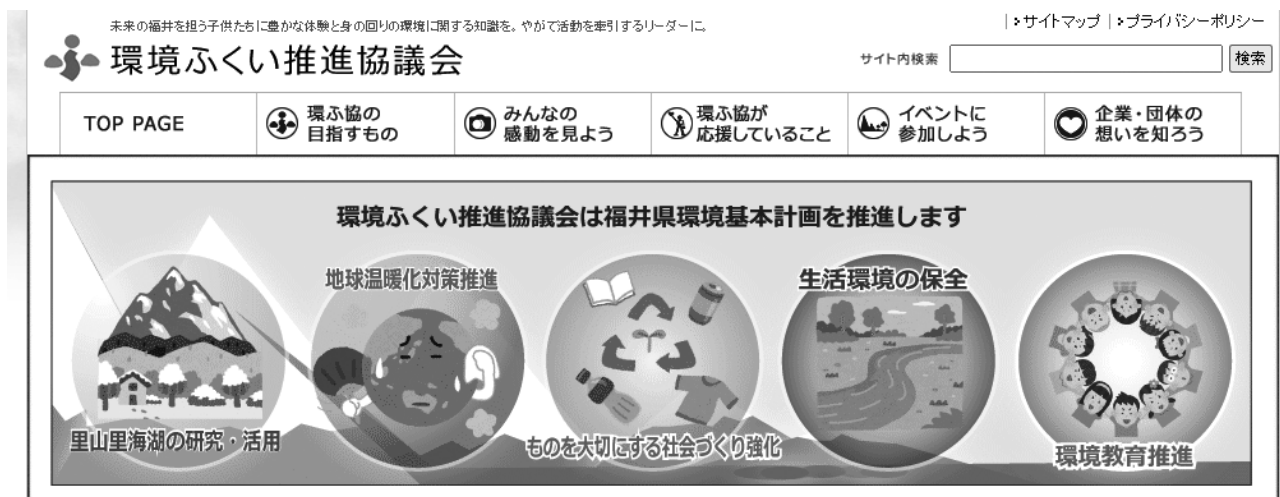 未来の福井を担う子供たちに豊かな体験と身の回りの環境に関する知識を。やがて活動を牽引するリーダーに。
サイトマップ
プライバシーポリシー
環境ふくい推進協議会
サイト内検索
検索
TOP PAGE
環ふ協の
目指すもの
みんなの
感動を見よう
環ふ協が
応援していること
イベントに
参加しよう
企業・団体の
想いを知ろう
環境ふくい推進協議会は福井県環境基本計画を推進します
里山里海湖の研究・活用
地球温暖化対策推進
ものを大切にする社会づくり強化
生活環境の保全
環境教育推進